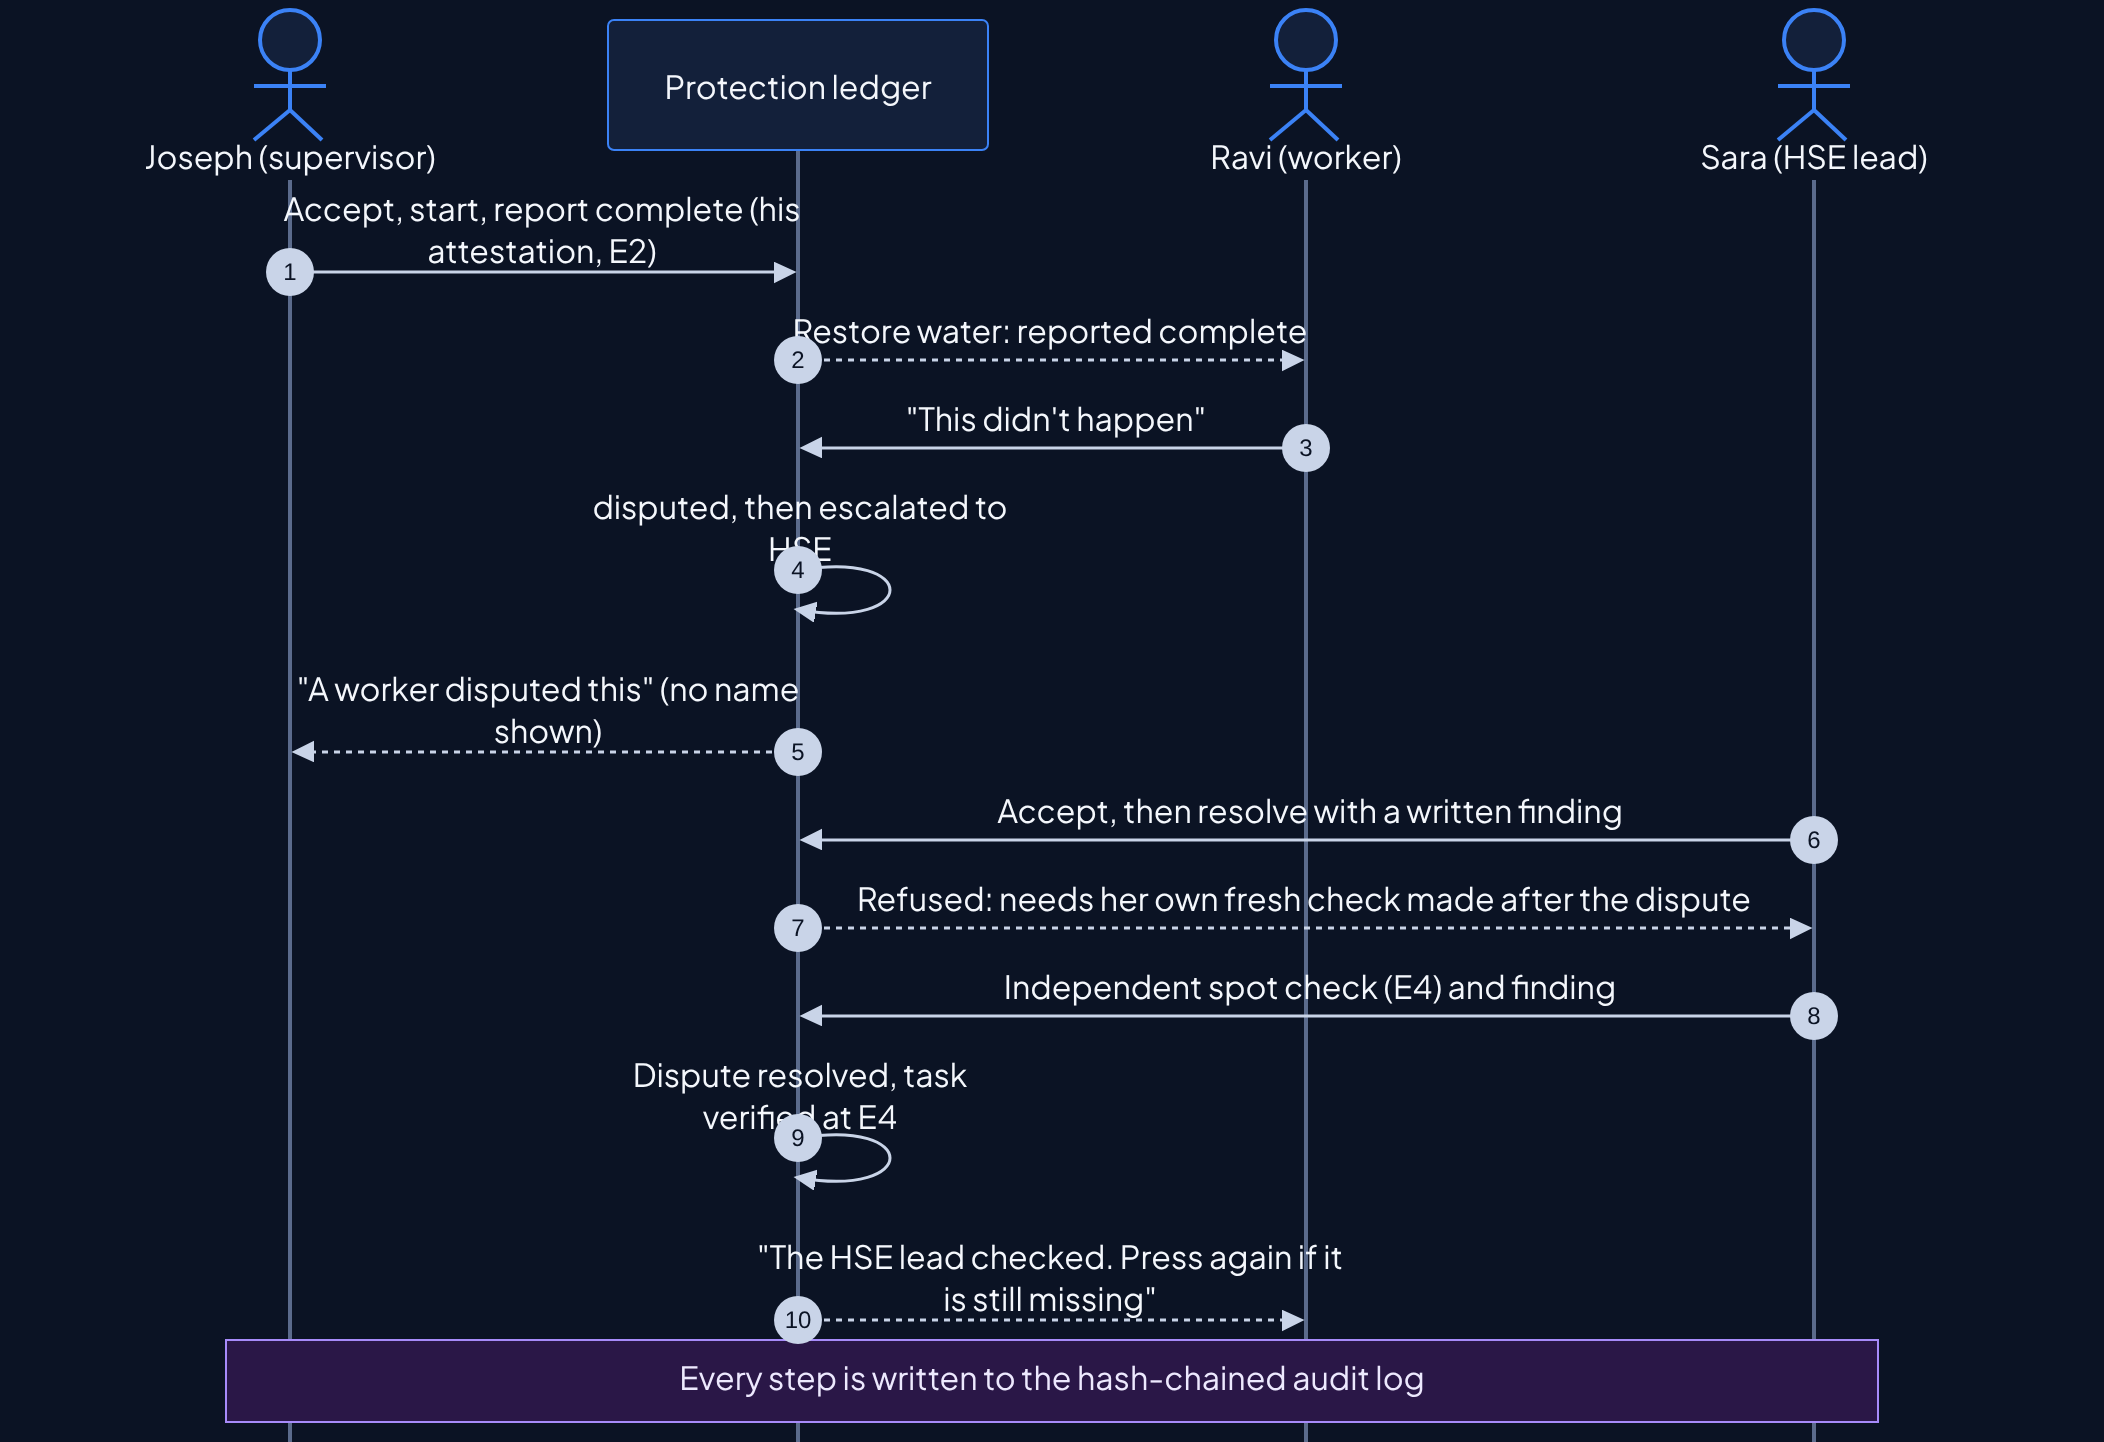 Joseph (supervisor)
Protection ledger
Ravi (worker)
Sara (HSE lead)
Accept, start, report complete (his
attestation, E2)
1
Restore water: reported complete
2
"This didn't happen"
3
disputed, then escalated to
HSE
4
"A worker disputed this" (no name
shown)
5
Accept, then resolve with a written finding
6
Refused: needs her own fresh check made after the dispute
7
Independent spot check (E4) and finding
8
Dispute resolved, task
verified at E4
9
"The HSE lead checked. Press again if it
is still missing"
10
Every step is written to the hash-chained audit log